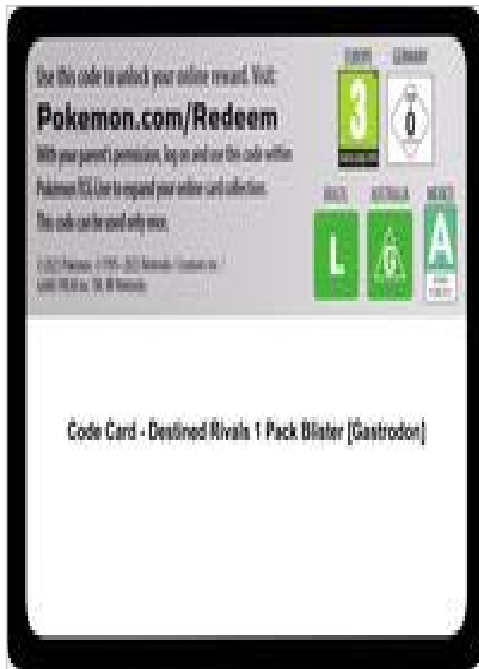 Use this code to unlock your online reward. Visit:
Pokemon.com/Redeem
With your parent's permission, log on and use this code within
Pokémon TCG Live to expand your online card collection.
This code can be used only once.
EUROPE GERMANY
3
0
BRAZIL AUSTRALIA MEXICO
L
G
A
Code Card - Destined Rivals 1 Pack Blister [Gastrodon]